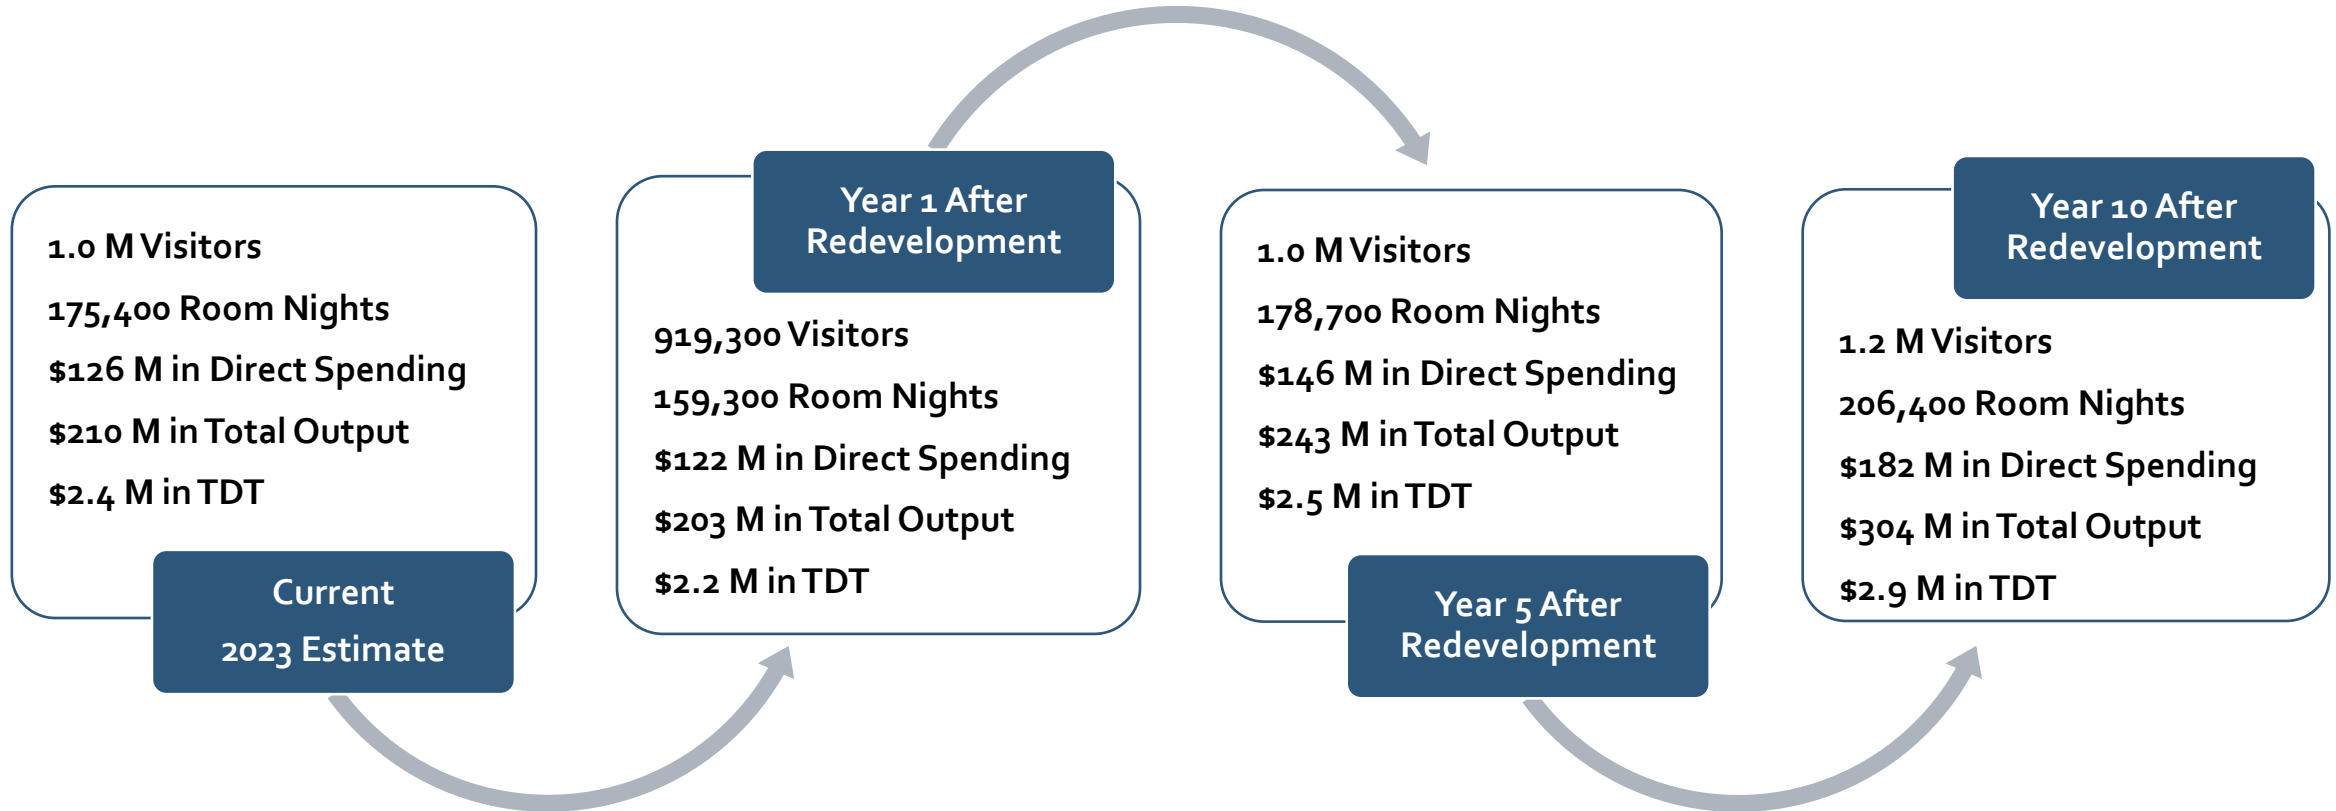 1.0 M Visitors
175,400 Room Nights
$126 M in Direct Spending
$210 M in Total Output
$2.4 M in TDT
Current
2023 Estimate
Year 1 After
Redevelopment
919,300 Visitors
159,300 Room Nights
$122 M in Direct Spending
$203 M in Total Output
$2.2 M in TDT
1.0 M Visitors
178,700 Room Nights
$146 M in Direct Spending
$243 M in Total Output
$2.5 M in TDT
Year 5 After
Redevelopment
Year 10 After
Redevelopment
1.2 M Visitors
206,400 Room Nights
$182 M in Direct Spending
$304 M in Total Output
$2.9 M in TDT